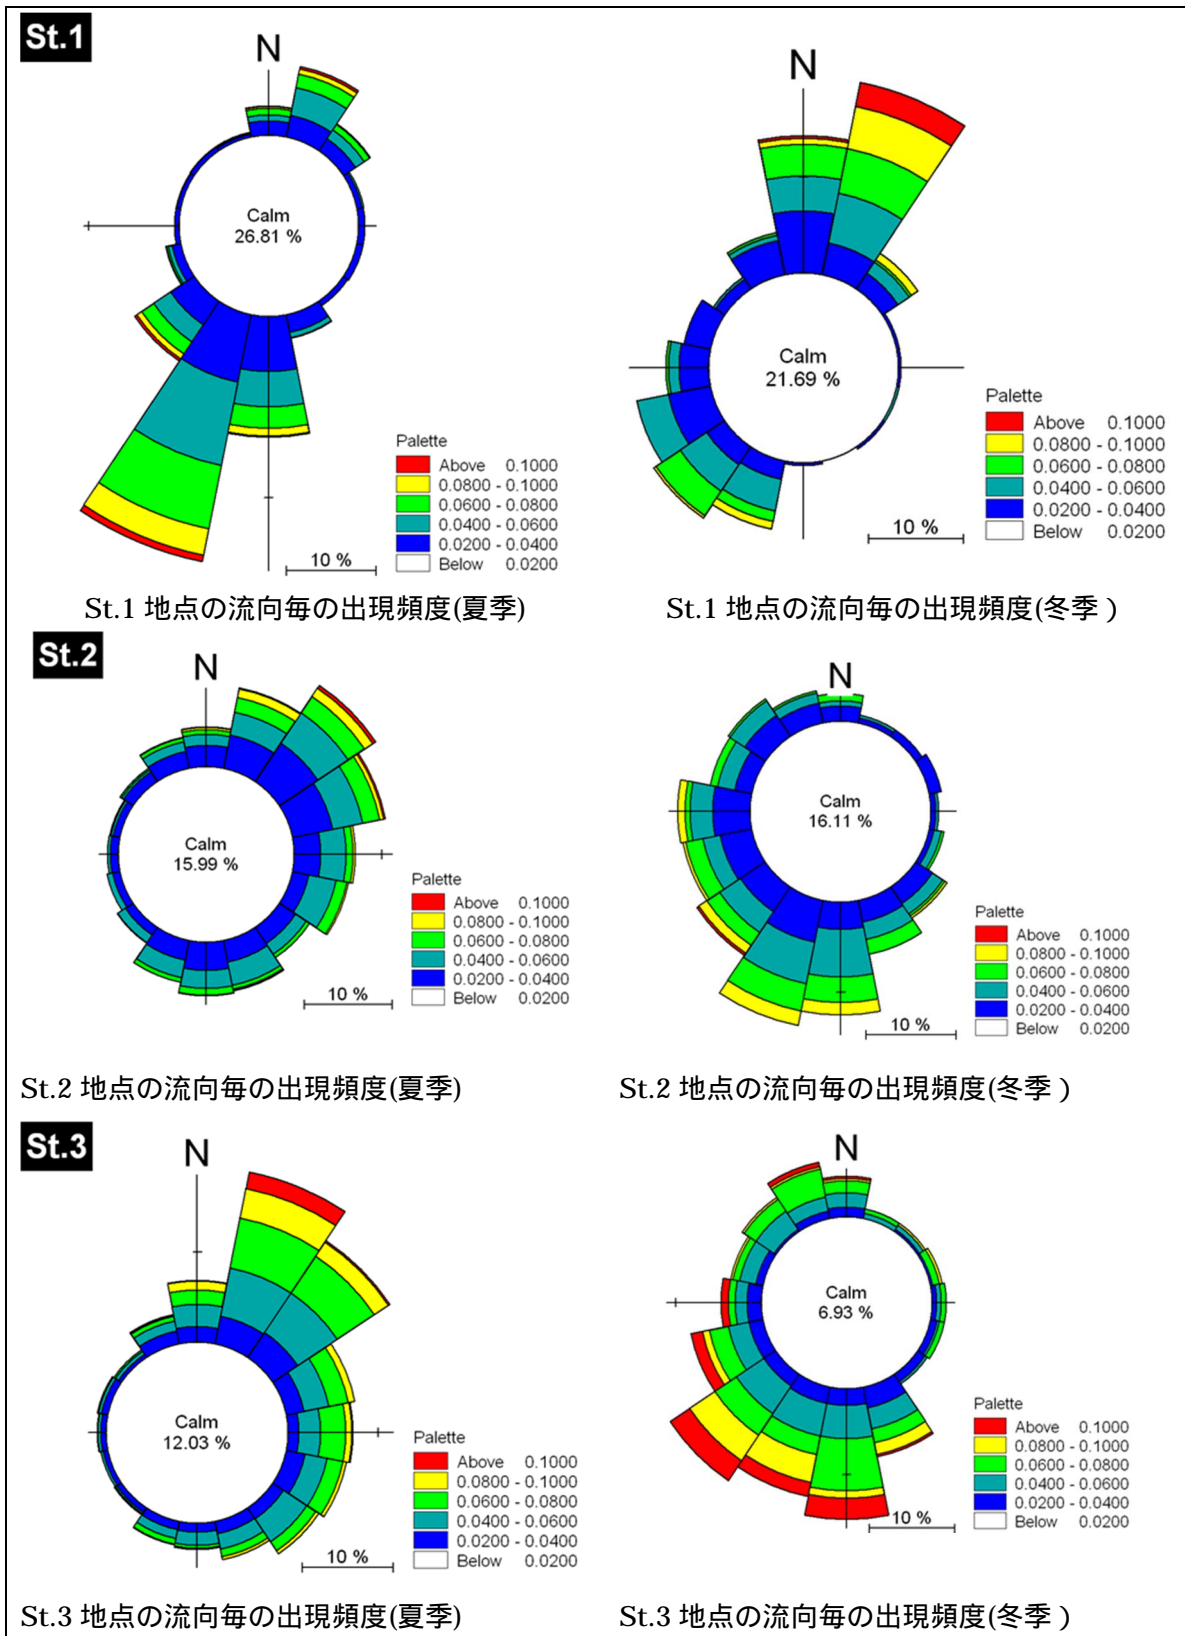 St.1
N
Calm
26.81 %
Palette
Above 0.1000
0.0800 - 0.1000
0.0600 - 0.0800
0.0400 - 0.0600
0.0200 - 0.0400
Below 0.0200
10 %
N
Calm
21.69 %
Palette
Above 0.1000
0.0800 - 0.1000
0.0600 - 0.0800
0.0400 - 0.0600
0.0200 - 0.0400
Below 0.0200
10 %
St.1 地点の流向毎の出現頻度(夏季)
St.1 地点の流向毎の出現頻度(冬季)
St.2
N
Calm
15.99 %
Palette
Above 0.1000
0.0800 - 0.1000
0.0600 - 0.0800
0.0400 - 0.0600
0.0200 - 0.0400
Below 0.0200
10 %
N
Calm
16.11 %
Palette
Above 0.1000
0.0800 - 0.1000
0.0600 - 0.0800
0.0400 - 0.0600
0.0200 - 0.0400
Below 0.0200
10 %
St.2 地点の流向毎の出現頻度(夏季)
St.2 地点の流向毎の出現頻度(冬季)
St.3
N
Calm
12.03 %
Palette
Above 0.1000
0.0800 - 0.1000
0.0600 - 0.0800
0.0400 - 0.0600
0.0200 - 0.0400
Below 0.0200
10 %
N
Calm
6.93 %
Palette
Above 0.1000
0.0800 - 0.1000
0.0600 - 0.0800
0.0400 - 0.0600
0.0200 - 0.0400
Below 0.0200
10 %
St.3 地点の流向毎の出現頻度(夏季)
St.3 地点の流向毎の出現頻度(冬季)